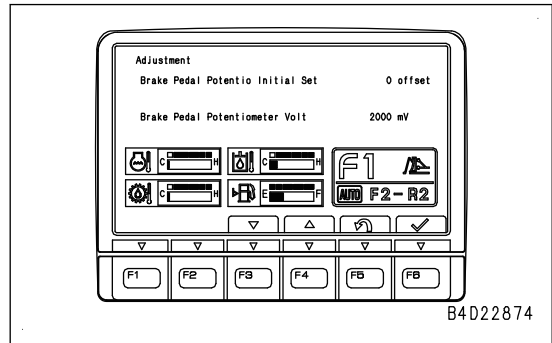 Adjustment
Brake Pedal Potentio Initial Set 0 offset
Brake Pedal Potentiometer Volt 2000 mV
C H C H F1
C H E F AUTO F2-R2
F1 F2 F3 F4 F5 F6
B4D22874